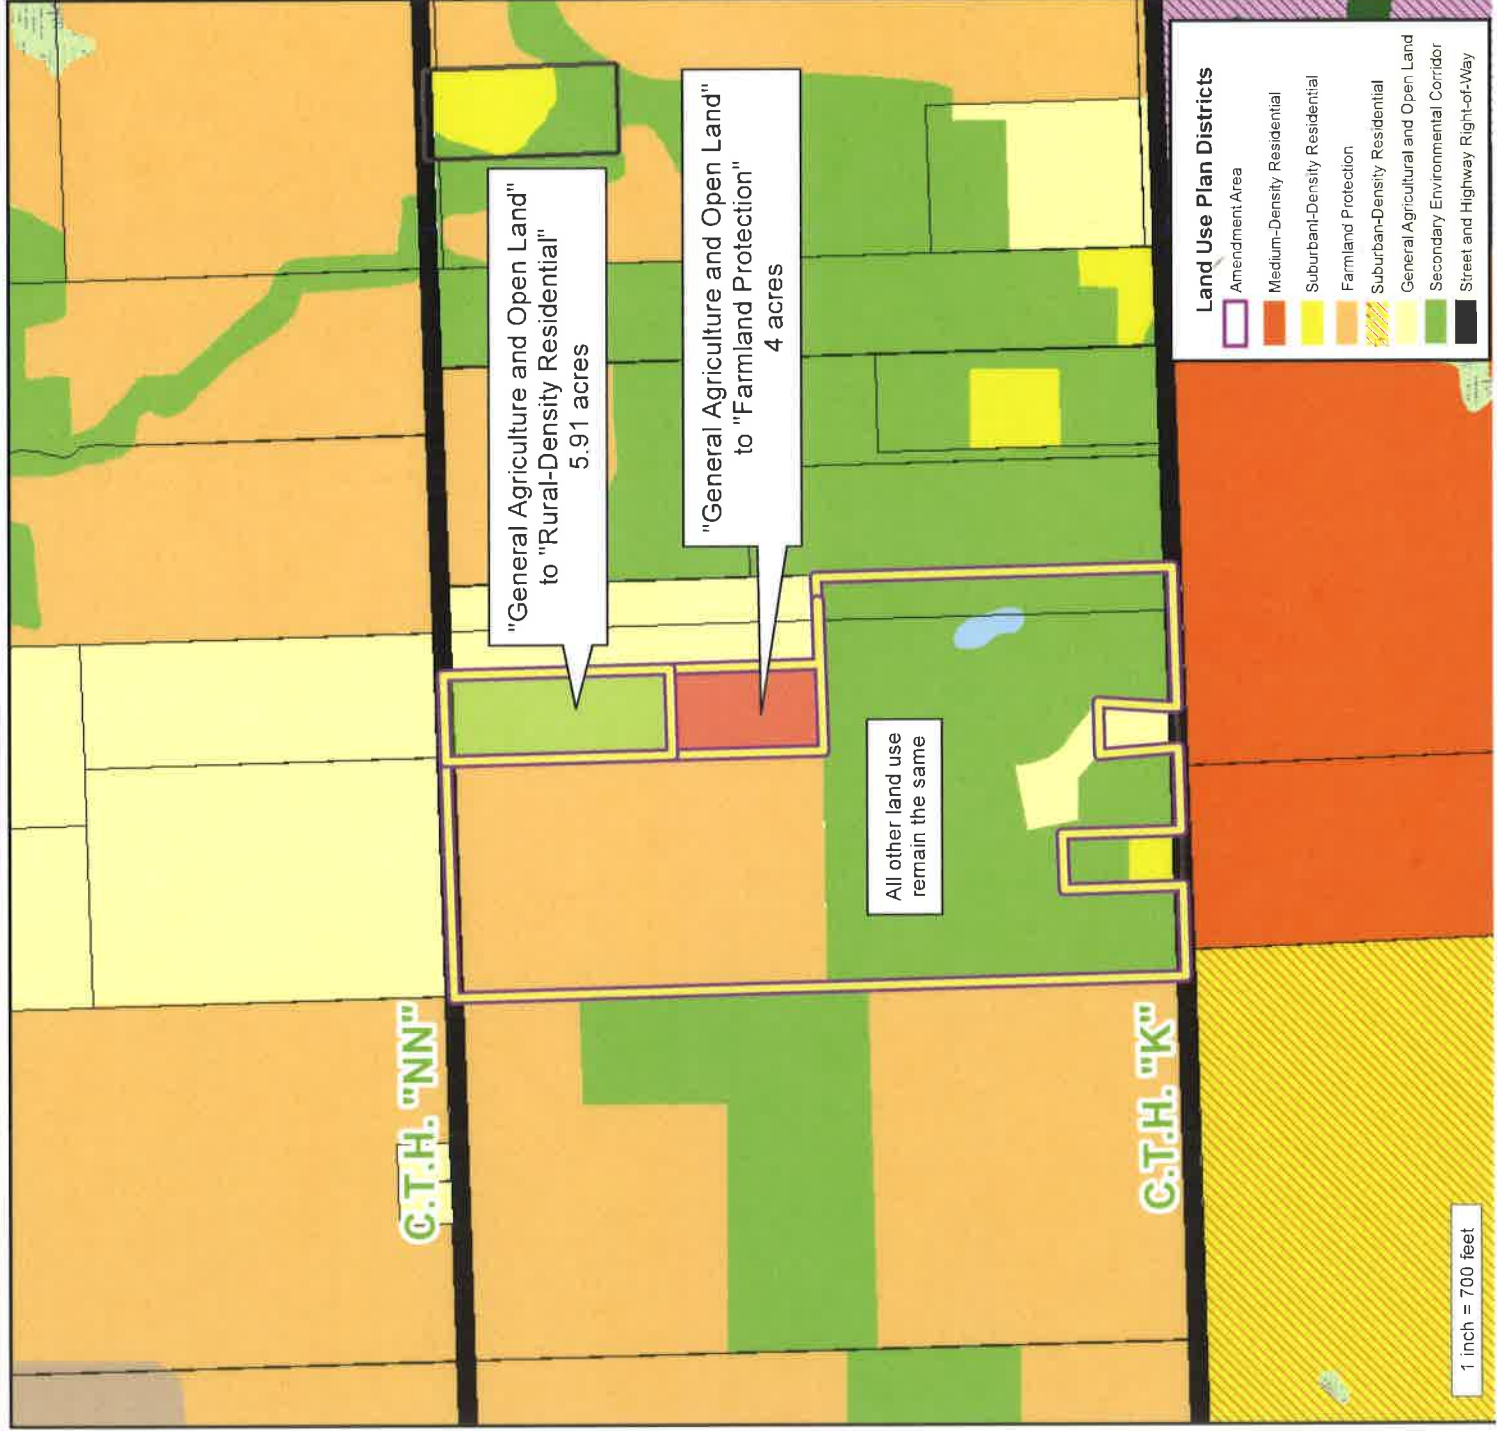 "General Agriculture and Open Land"
to "Rural-Density Residential"
5.91 acres
"General Agriculture and Open Land"
to "Farmland Protection"
4 acres
All other land use
remain the same
C.T.H. "NN"
C.T.H. "K"
1 inch = 700 feet
Land Use Plan Districts
Amendment Area
Medium-Density Residential
Suburbanl-Density Residential
Farmland Protection
Suburban-Density Residential
General Agricultural and Open Land
Secondary Environmental Corridor
Street and Highway Right-of-Way